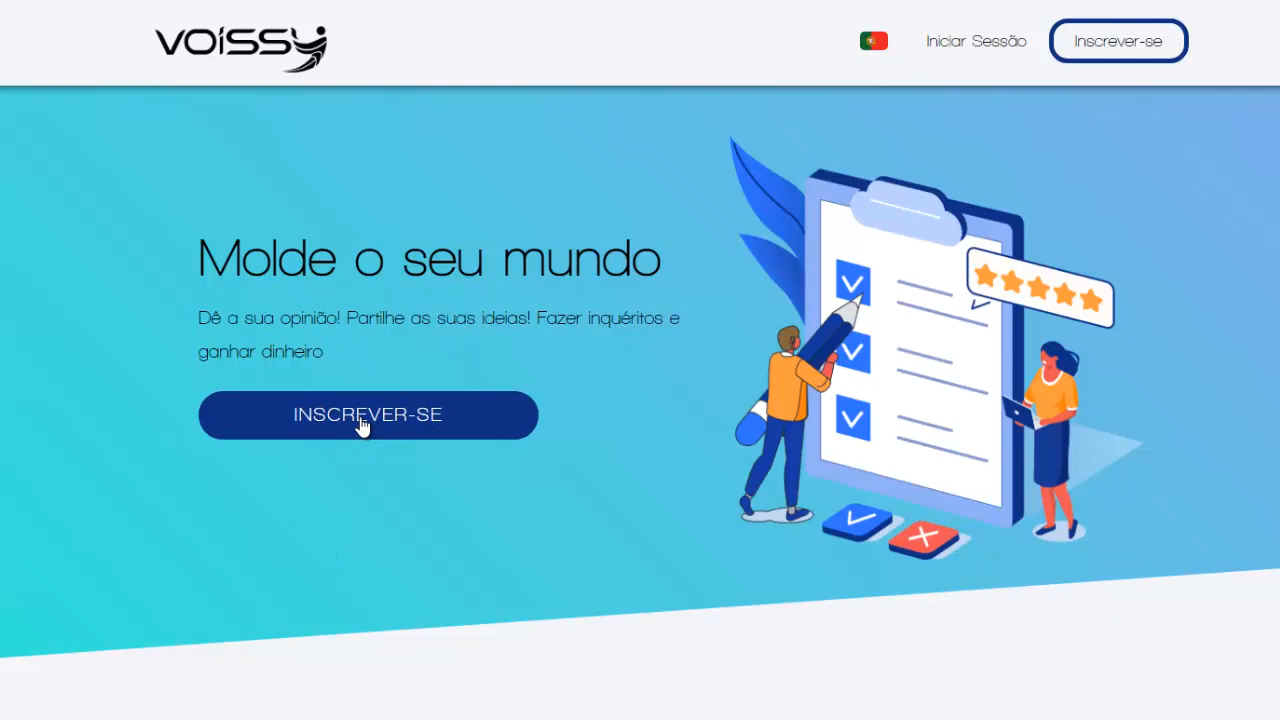 voissy
Iniciar Sessão
Inscrever-se
Molde o seu mundo
Dê a sua opinião! Partilhe as suas ideias! Fazer inquéritos e
ganhar dinheiro
INSCREVER-SE